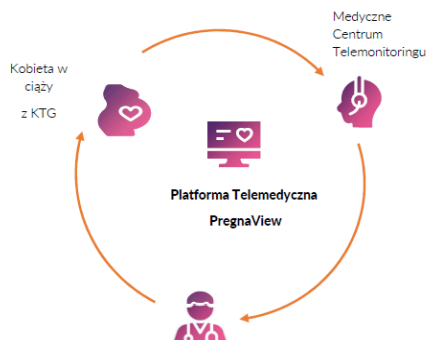 Medyczne
Centrum
Telemonitoringu
Kobieta w
ciąży
z KTG
Platforma Telemedyczna
PregnaView